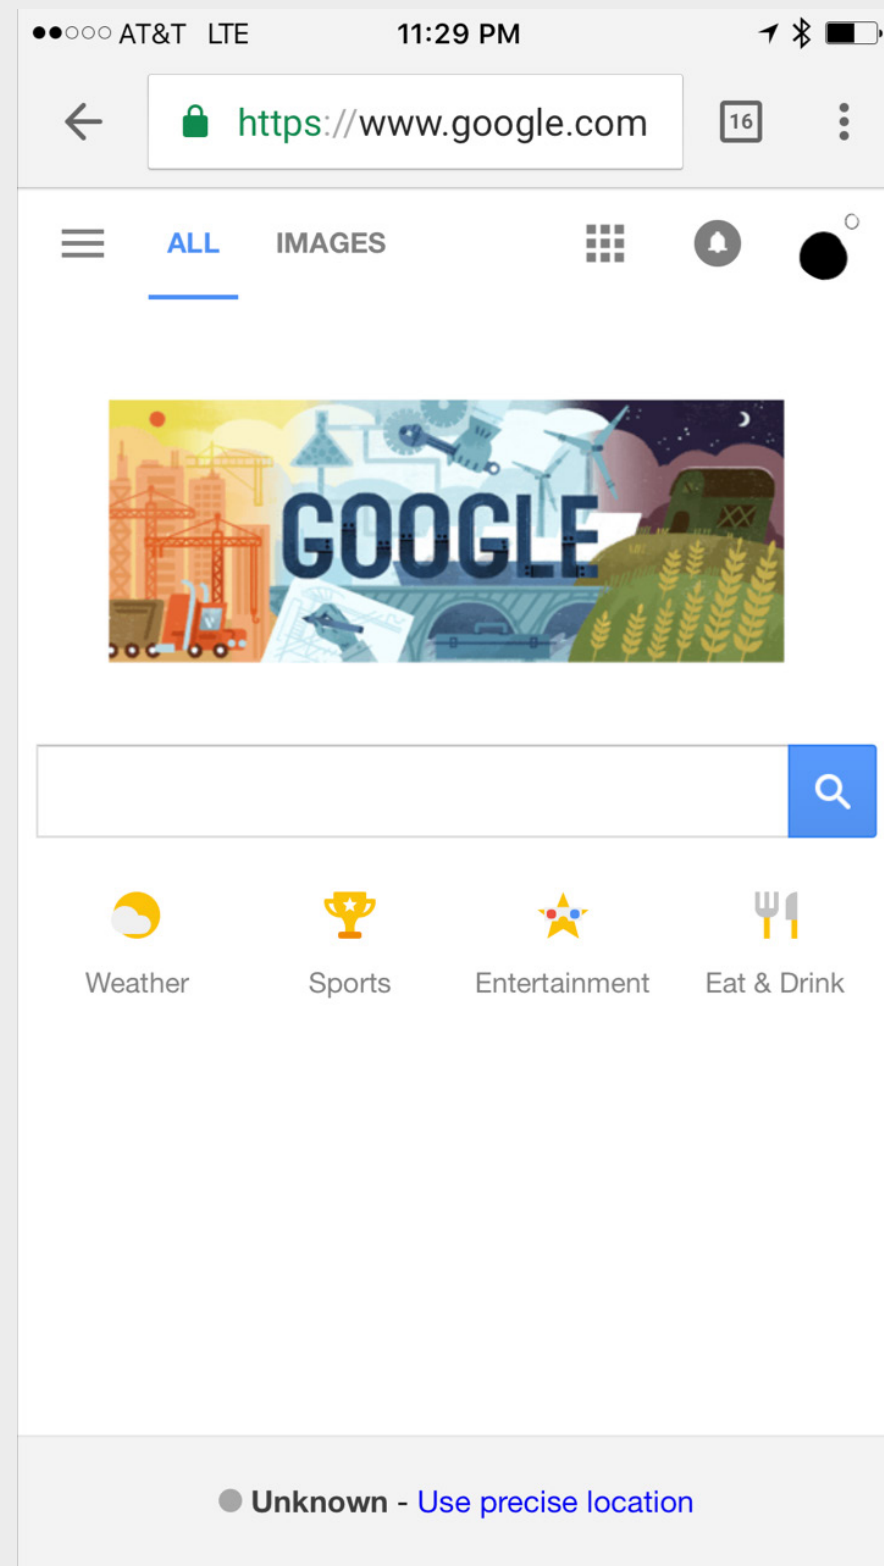 AT&T LTE 11:29 PM
https://www.google.com 16
ALL IMAGES
GOOGLE
Weather Sports Entertainment Eat & Drink
Unknown - Use precise location